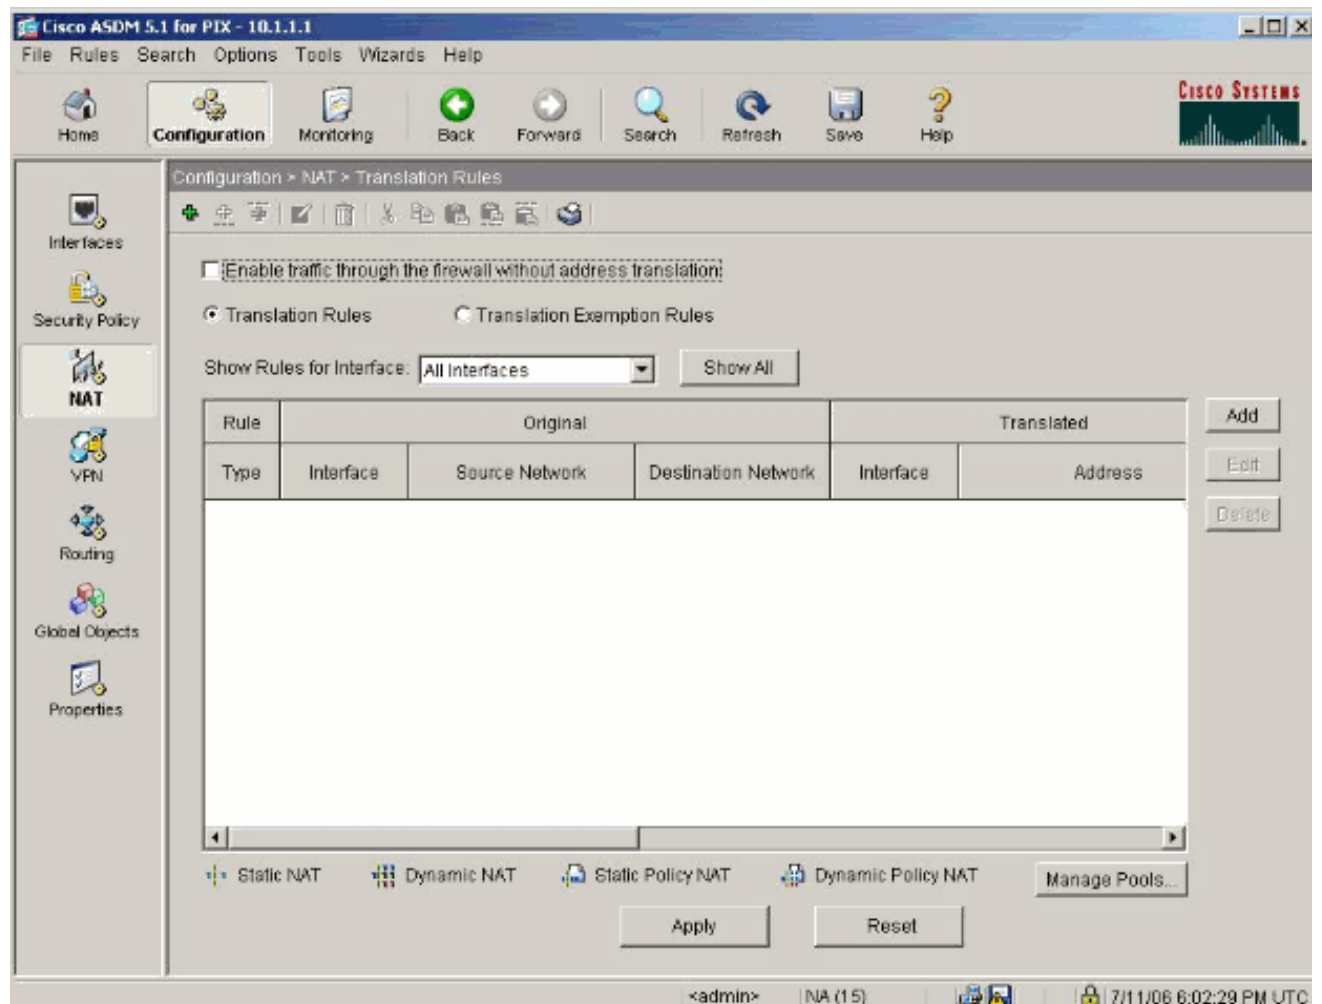 Cisco ASDM 5.1 for PIX - 10.1.1.1
File Rules Search Options Tools Wizards Help
Home Configuration Monitoring Back Forward Search Refresh Save Help
CISCO SYSTEMS
Configuration > NAT > Translation Rules
Interfaces
Security Policy
NAT
VPN
Routing
Global Objects
Properties
Enable traffic through the firewall without address translation
Translation Rules Translation Exemption Rules
Show Rules for Interface: All Interfaces Show All
Rule Original Translated
Type Interface Source Network Destination Network Interface Address
Add
Edit
Delete
Static NAT Dynamic NAT Static Policy NAT Dynamic Policy NAT Manage Pools...
Apply Reset
<admin> NA (15) 7/11/06 6:02:29 PM UTC